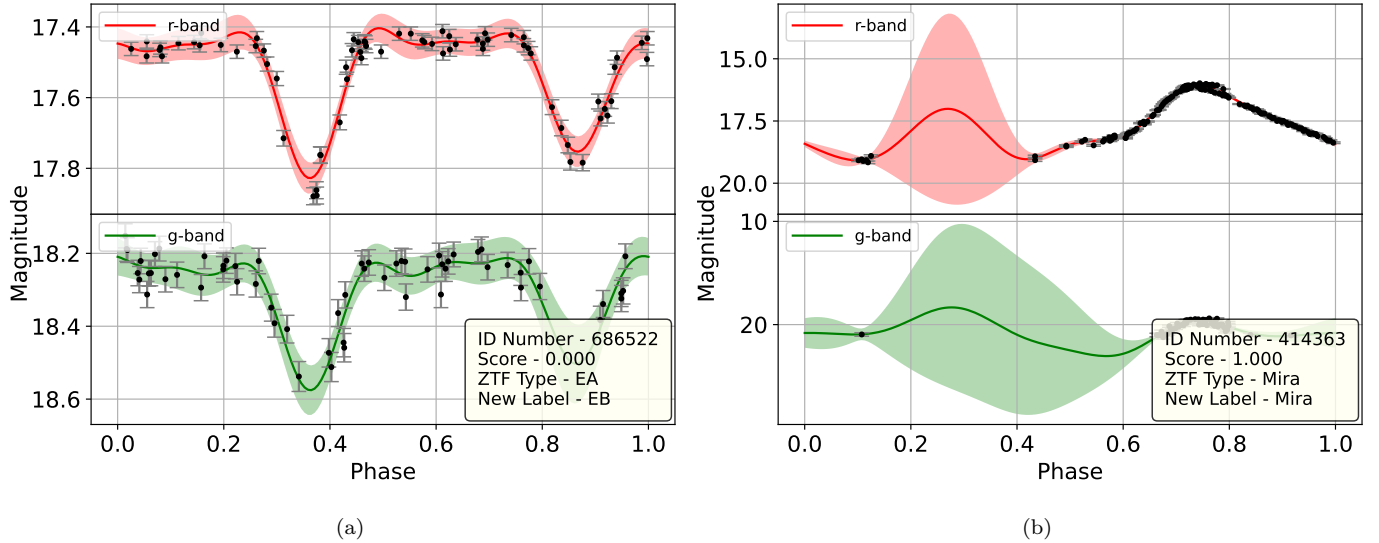 r-band
17.4
17.6
17.8
g-band
18.2
18.4
18.6
Magnitude
ID Number - 686522
Score - 0.000
ZTF Type - EA
New Label - EB
0.0 0.2 0.4 0.6 0.8 1.0
Phase
(a)
r-band
15.0
17.5
20.0
g-band
10
20
Magnitude
ID Number - 414363
Score - 1.000
ZTF Type - Mira
New Label - Mira
0.0 0.2 0.4 0.6 0.8 1.0
Phase
(b)